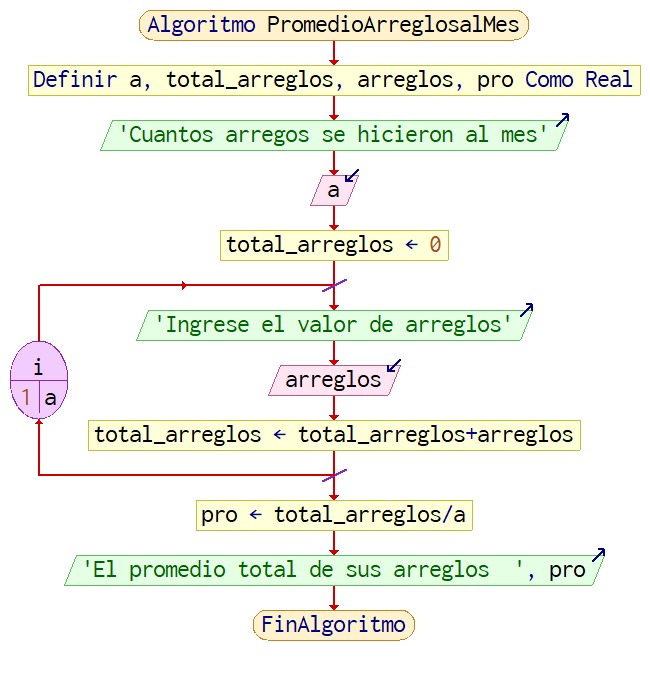 Algoritmo PromedioArreglosalMes
Definir a, total_arreglos, arreglos, pro Como Real
'Cuantos arregos se hicieron al mes'
a
total_arreglos ← 0
'Ingrese el valor de arreglos'
i
1 a
arreglos
total_arreglos ← total_arreglos+arreglos
pro ← total_arreglos/a
'El promedio total de sus arreglos  ', pro
FinAlgoritmo